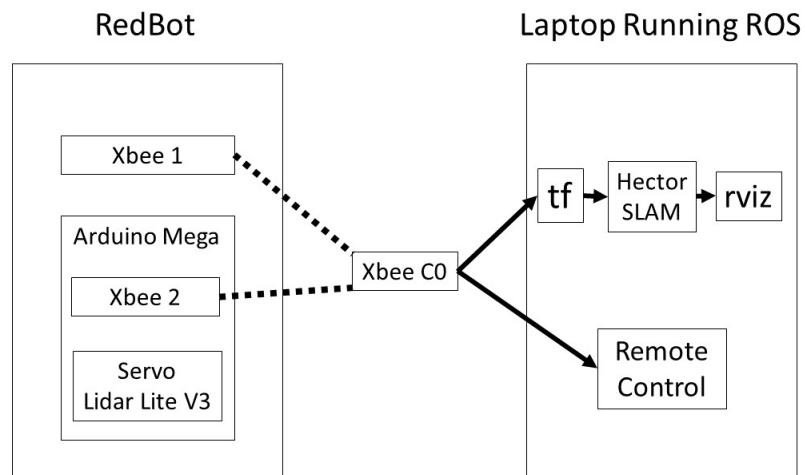 RedBot
Laptop Running ROS
Xbee 1
Arduino Mega
Xbee 2
Servo
Lidar Lite V3
Xbee C0
tf
Hector
SLAM
rviz
Remote
Control